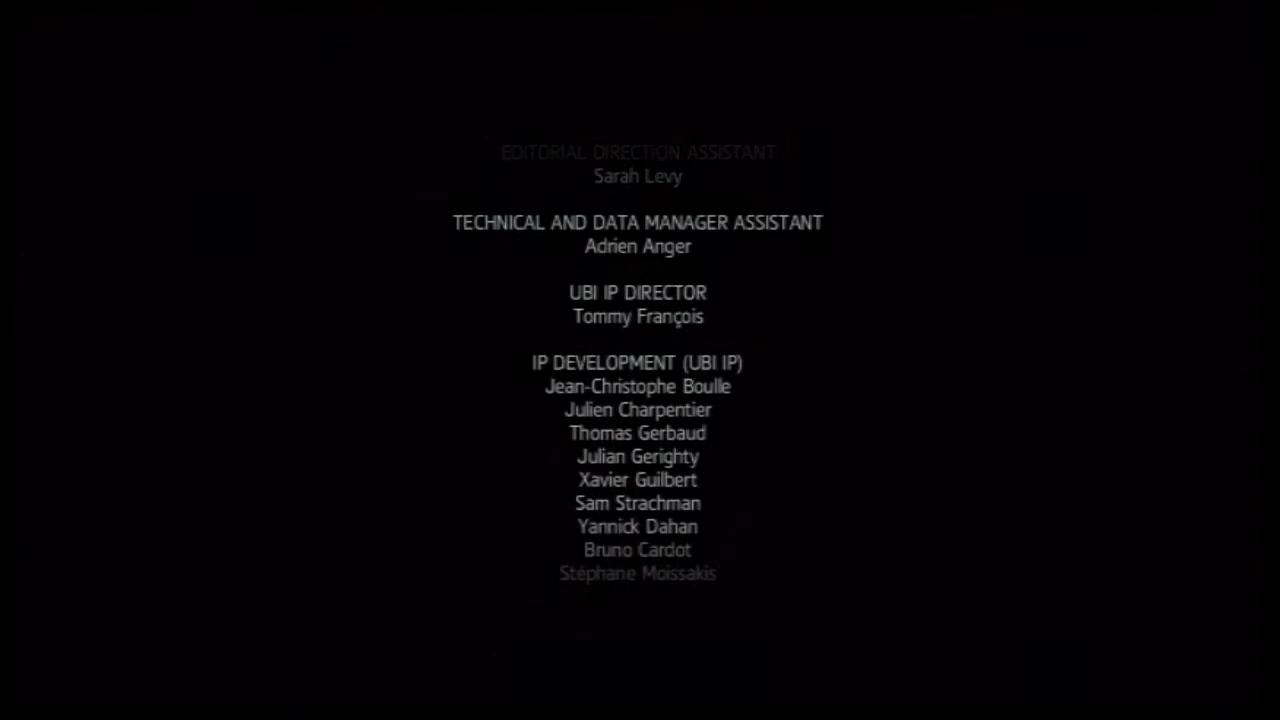 EDITORIAL DIRECTION ASSISTANT
Sarah Levy
TECHNICAL AND DATA MANAGER ASSISTANT
Adrien Anger
UBI IP DIRECTOR
Tommy François
IP DEVELOPMENT (UBI IP)
Jean-Christophe Boulle
Julien Charpentier
Thomas Gerbaud
Julian Gerighty
Xavier Guilbert
Sam Strachman
Yannick Dahan
Bruno Cardot
Stéphane Moissakis